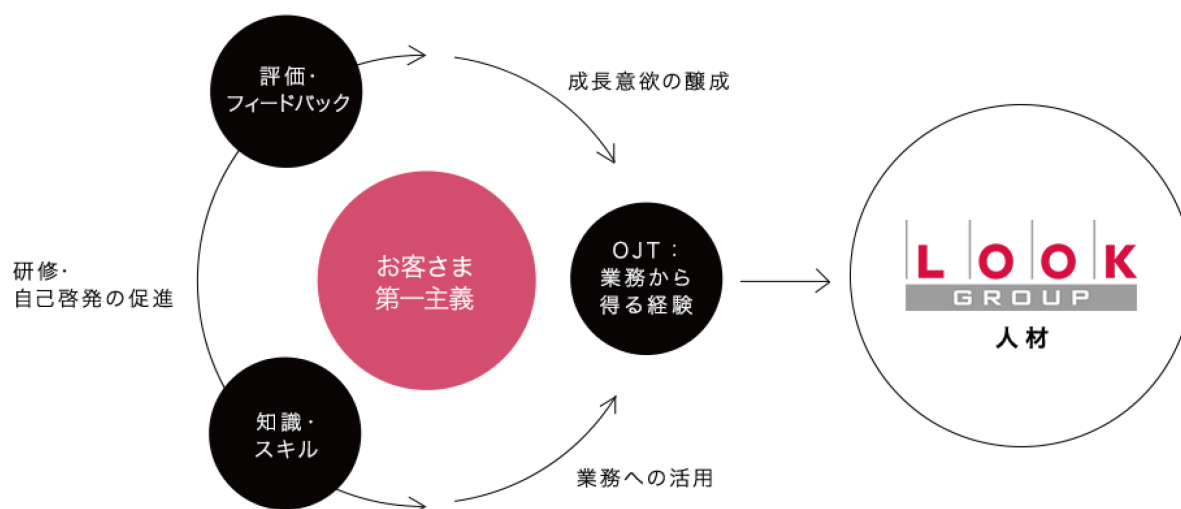 評価・
フィードバック
成長意欲の醸成
お客さま
第一主義
OJT：
業務から
得る経験
研修・
自己啓発の促進
知識・
スキル
業務への活用
LOOK
GROUP
人材